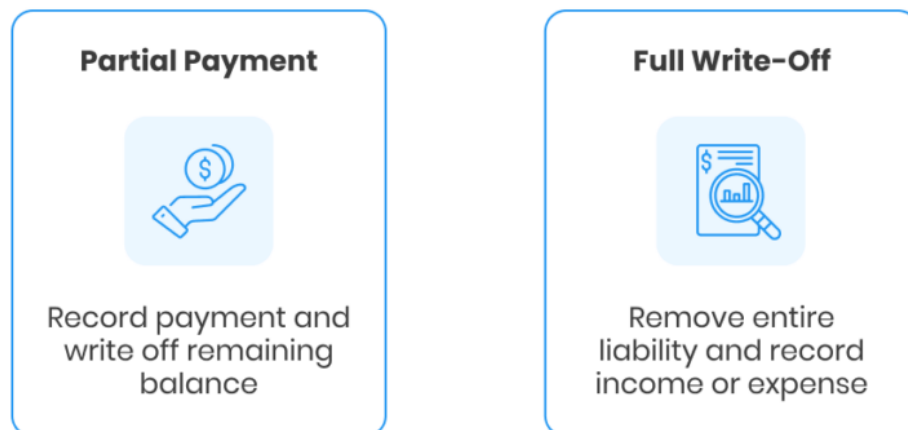 Partial Payment
$
Record payment and
write off remaining
balance
Full Write-Off
$
Remove entire
liability and record
income or expense